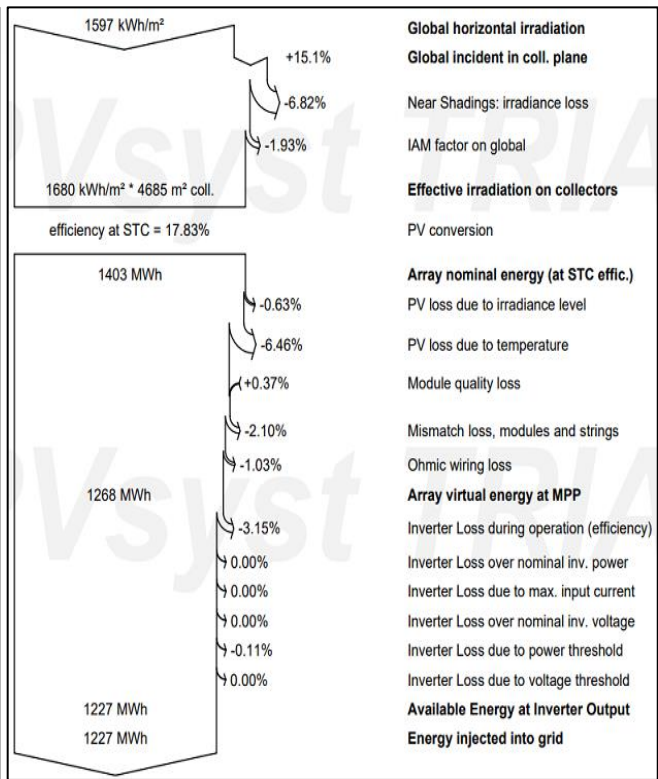 1597 kWh/m² Global horizontal irradiation
+15.1% Global incident in coll. plane
-6.82% Near Shadings: irradiance loss
-1.93% IAM factor on global
1680 kWh/m² * 4685 m² coll. Effective irradiation on collectors
efficiency at STC = 17.83% PV conversion
1403 MWh Array nominal energy (at STC effic.)
-0.63% PV loss due to irradiance level
-6.46% PV loss due to temperature
+0.37% Module quality loss
-2.10% Mismatch loss, modules and strings
-1.03% Ohmic wiring loss
1268 MWh Array virtual energy at MPP
-3.15% Inverter Loss during operation (efficiency)
0.00% Inverter Loss over nominal inv. power
0.00% Inverter Loss due to max. input current
0.00% Inverter Loss over nominal inv. voltage
-0.11% Inverter Loss due to power threshold
0.00% Inverter Loss due to voltage threshold
1227 MWh Available Energy at Inverter Output
1227 MWh Energy injected into grid
PVsyst TRIA
PVsyst TRIA